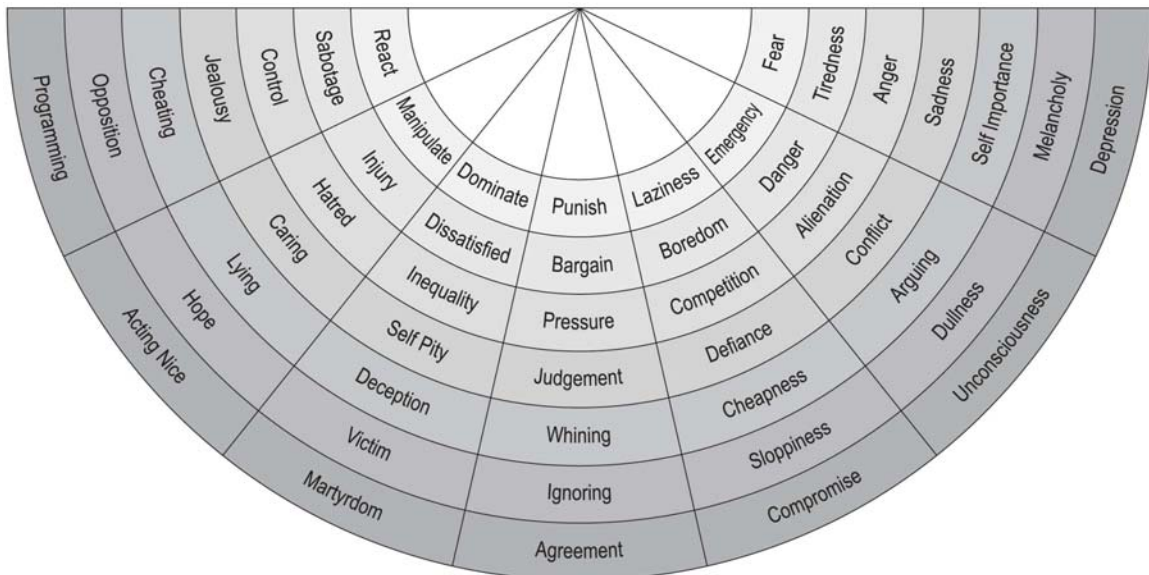 React
Manipulate
Dominate
Punish
Laziness
Emergency
Fear
Sabotage
Injury
Dissatisfied
Bargain
Boredom
Danger
Tiredness
Control
Hatred
Inequality
Pressure
Competition
Alienation
Anger
Jealousy
Caring
Self Pity
Judgement
Defiance
Conflict
Sadness
Cheating
Lying
Deception
Whining
Cheapness
Arguing
Self Importance
Opposition
Hope
Victim
Ignoring
Sloppiness
Dullness
Melancholy
Programming
Acting Nice
Martyrdom
Agreement
Compromise
Unconsciousness
Depression